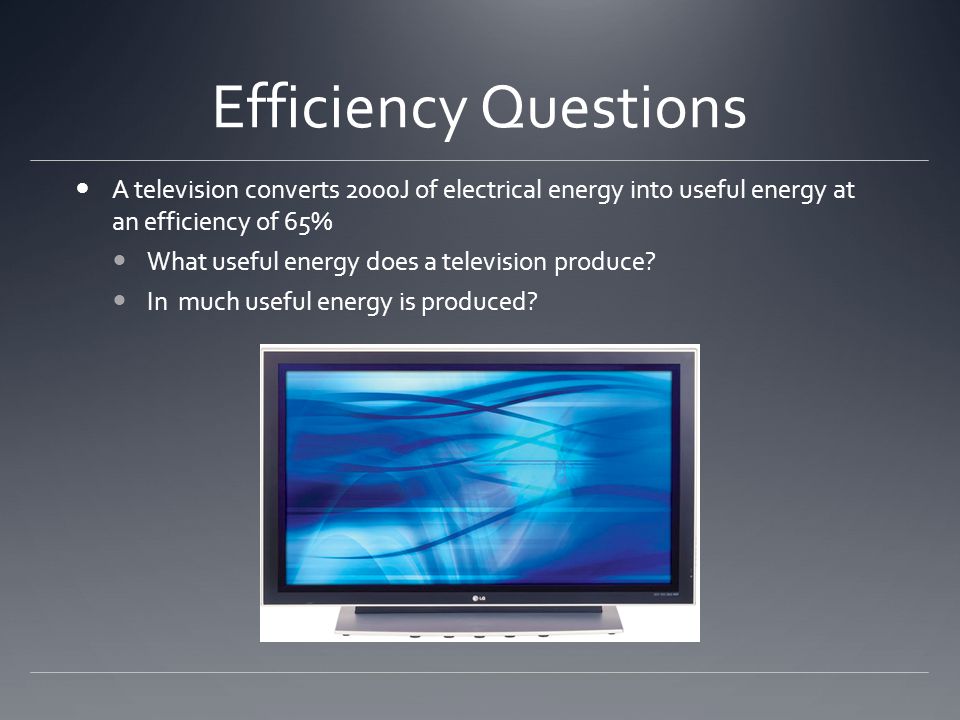 Efficiency Questions
A television converts 2000J of electrical energy into useful energy at
an efficiency of 65%
What useful energy does a television produce?
In much useful energy is produced?
LG